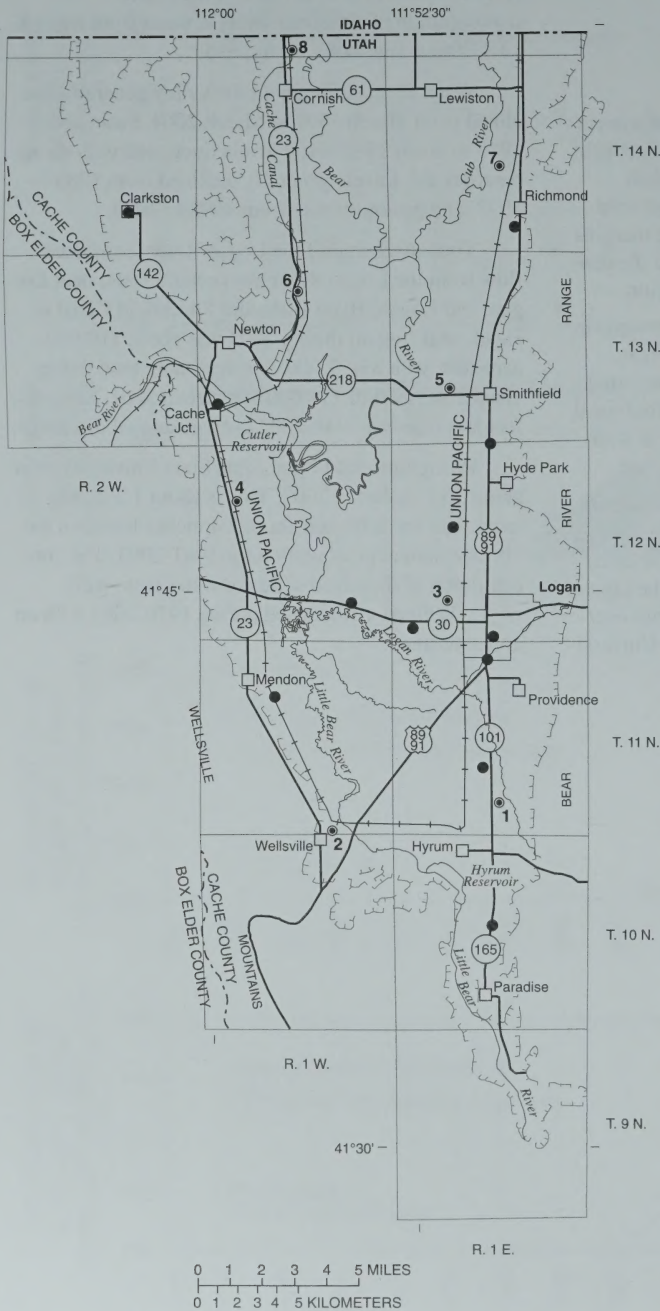 112°00'
111°52'30"
IDAHO
UTAH
8
Cornish
61
Lewiston
Cache
Canal
23
Bear
River
Cub River
7
T. 14 N.
Richmond
Clarkston
CACHE COUNTY
BOX ELDER COUNTY
142
6
RANGE
Newton
T. 13 N.
218
5
Smithfield
Bear River
Cache
Jct.
Cutler
Reservoir
R. 2 W.
UNION PACIFIC
Hyde Park
RIVER
4
UNION PACIFIC
89
91
T. 12 N.
41°45'
3
Logan
23
30
Logan River
Mendon
Little Bear River
Providence
WELLSVILLE
89
91
101
T. 11 N.
BEAR
1
Wellsville
2
Hyrum
Hyrum
Reservoir
CACHE COUNTY
BOX ELDER COUNTY
MOUNTAINS
T. 10 N.
165
Little Bear
River
Paradise
R. 1 W.
T. 9 N.
41°30'
R. 1 E.
0 1 2 3 4 5 MILES
0 1 2 3 4 5 KILOMETERS